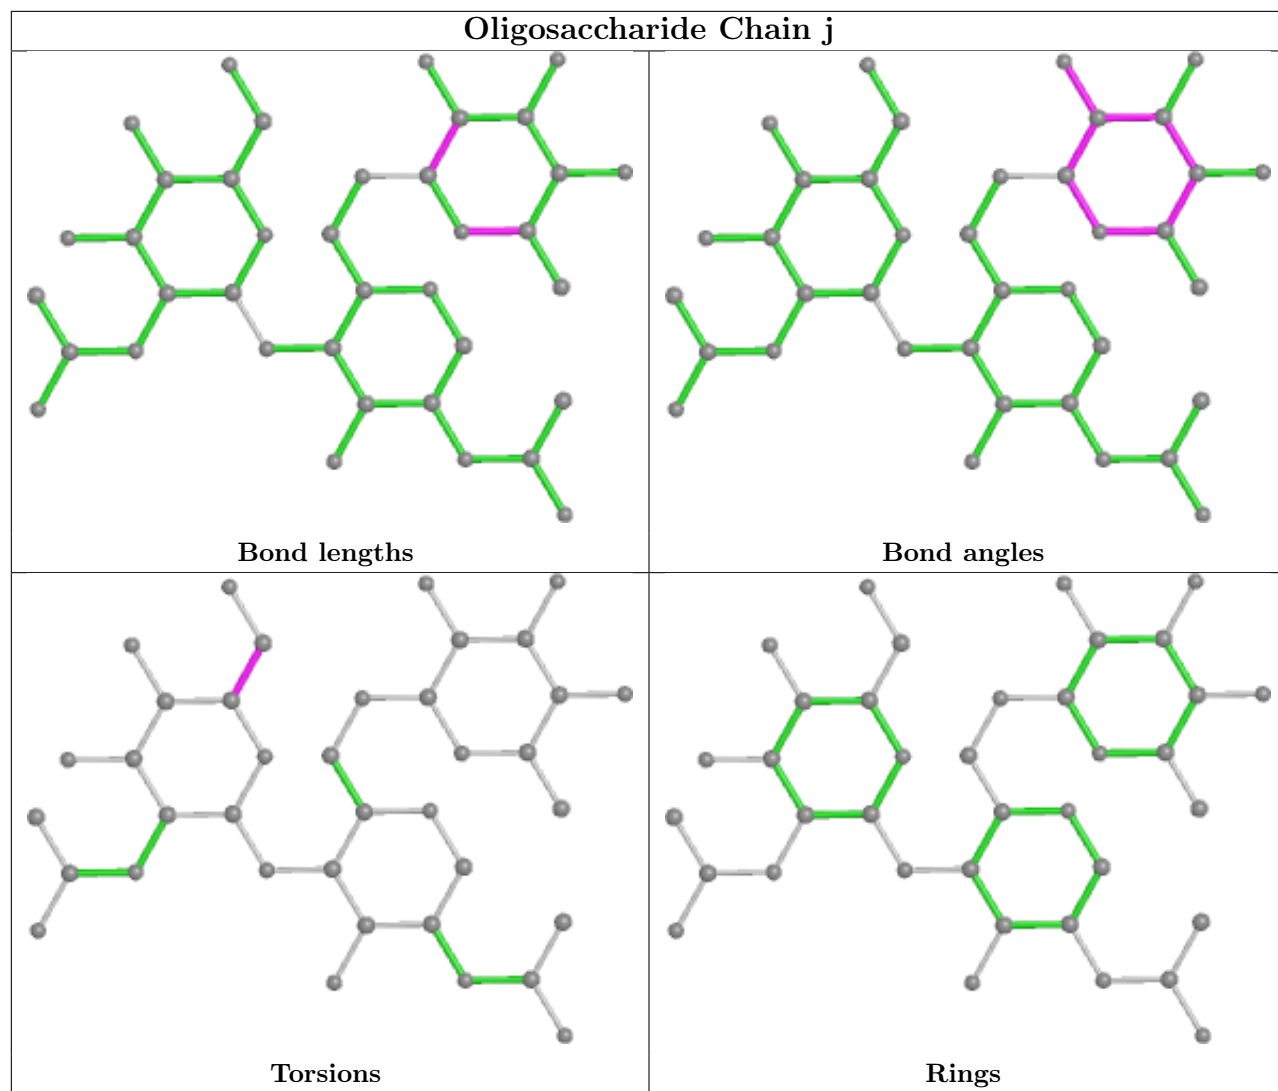 Oligosaccharide Chain j
Bond lengths
Bond angles
Torsions
Rings